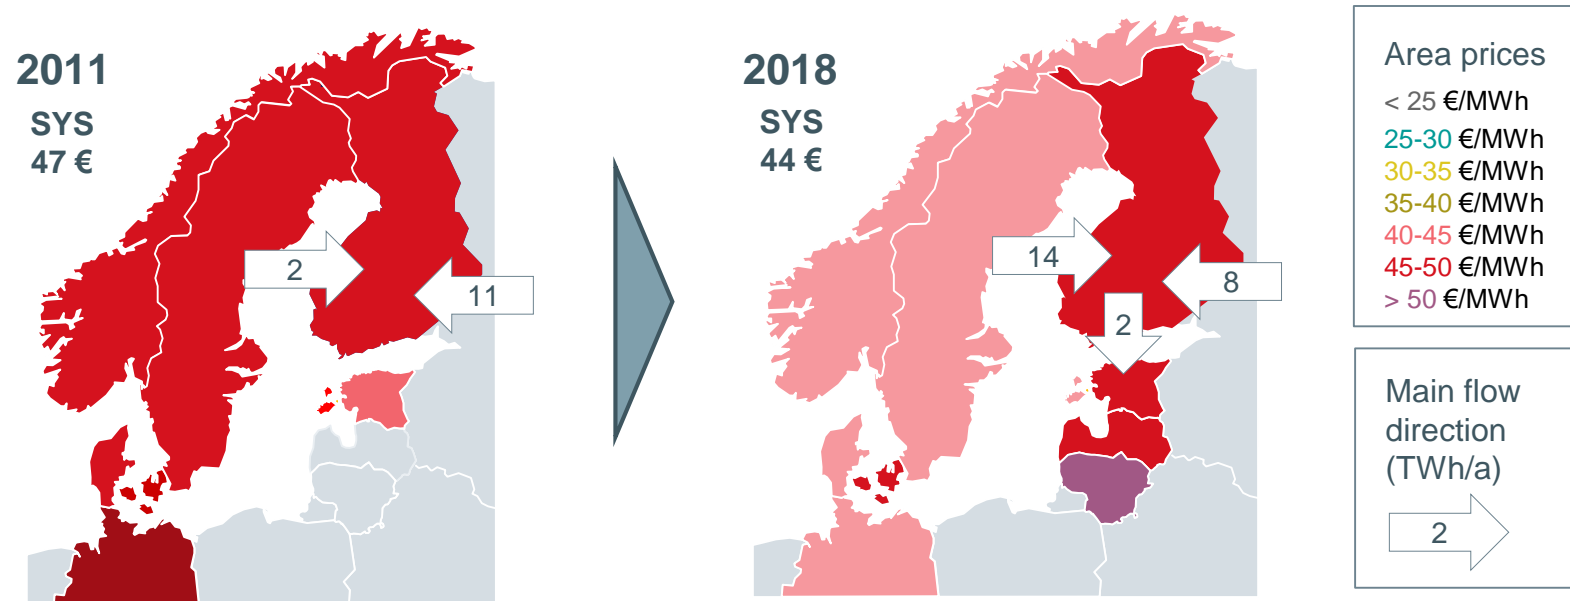 2011
SYS
47 €
2
11
2018
SYS
44 €
14
8
2
Area prices
< 25 €/MWh
25-30 €/MWh
30-35 €/MWh
35-40 €/MWh
40-45 €/MWh
45-50 €/MWh
> 50 €/MWh
Main flow
direction
(TWh/a)
2